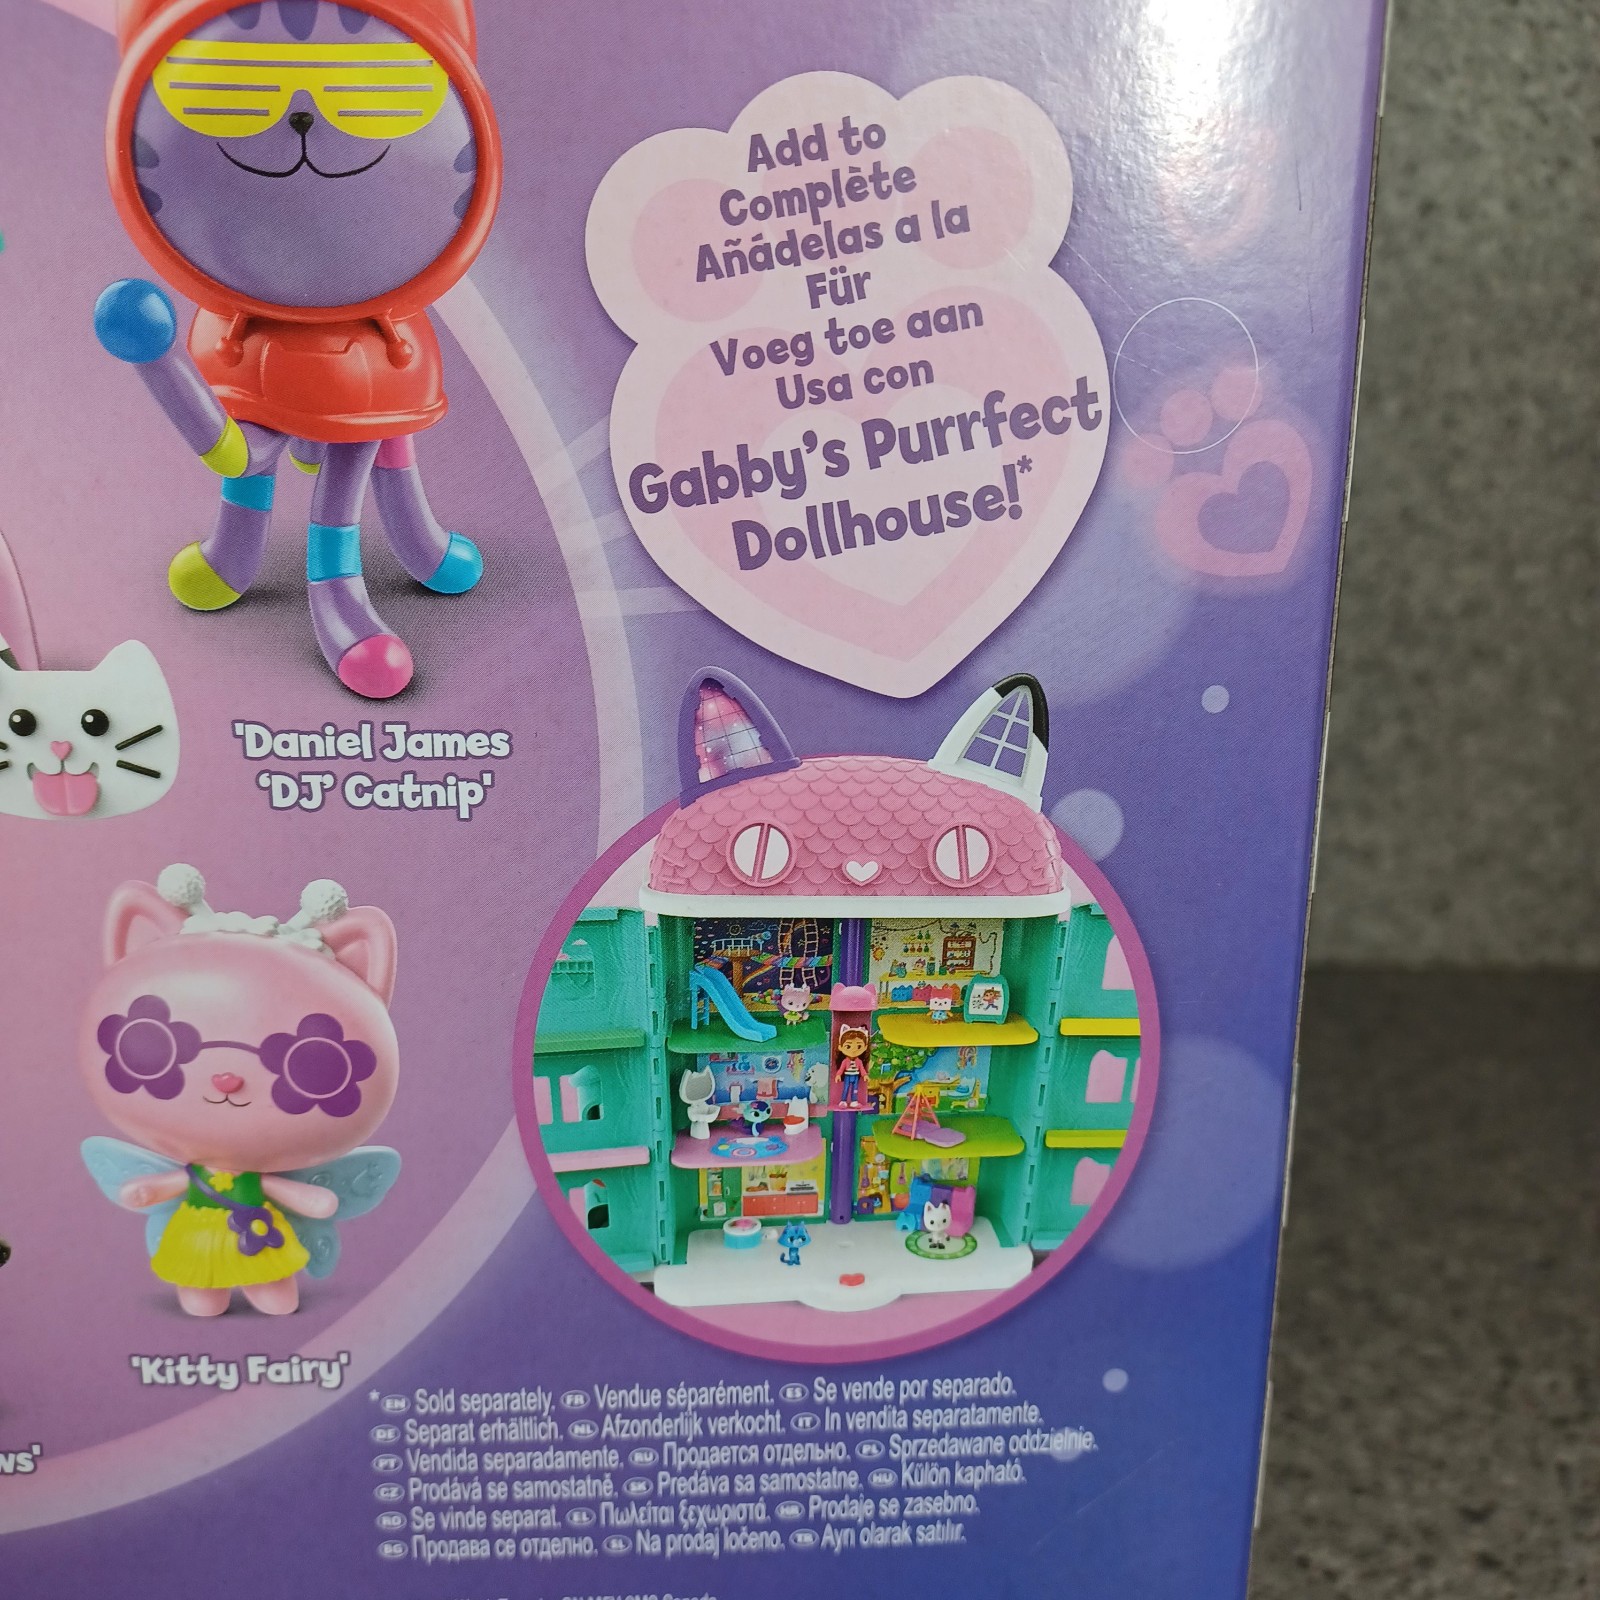 Add to
Complète
Añádelas a la
Für
Voeg toe aan
Usa con
Gabby's Purrfect
Dollhouse!*
'Daniel James
'DJ' Catnip'
'Kitty Fairy'
* EN Sold separately. FR Vendue séparément. ES Se vende por separado.
DE Separat erhältlich. NL Afzonderlijk verkocht. IT In vendita separatamente.
PT Vendida separadamente. RU Продается отдельно. PL Sprzedawane oddzielnie.
CZ Prodává se samostatně. SK Predáva sa samostatne. HU Külön kapható.
RO Se vinde separat. EL Πωλείται ξεχωριστά. HR Prodaje se zasebno.
BG Продава се отделно. SL Na prodaj ločeno. TR Ayrı olarak satılır.